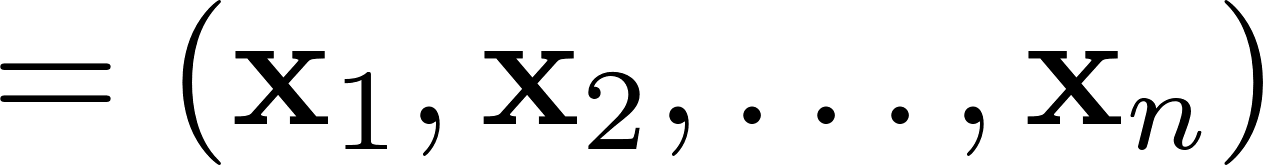 = (𝐱₁, 𝐱₂, . . . , 𝐱ₙ)